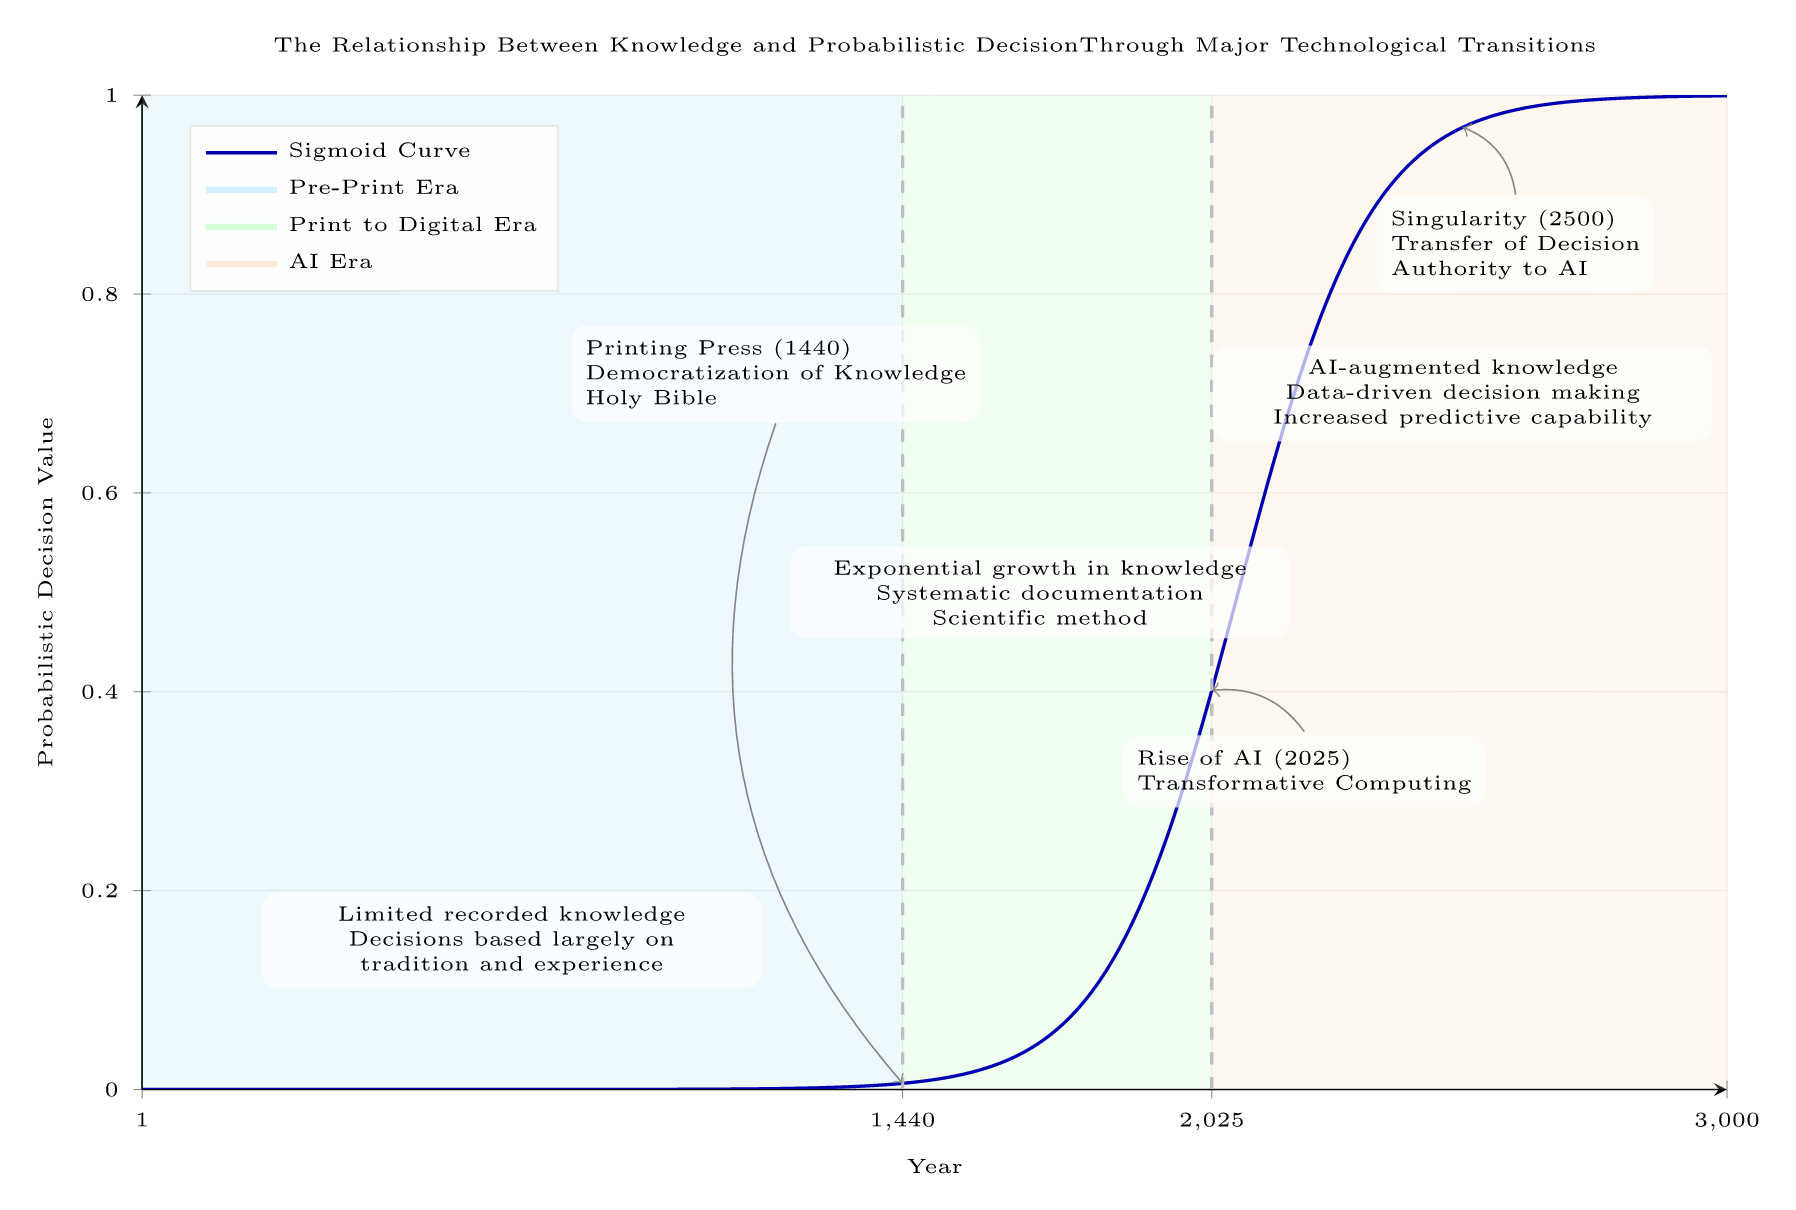 The Relationship Between Knowledge and Probabilistic DecisionThrough Major Technological Transitions
1
0.8
0.6
0.4
0.2
0
Probabilistic Decision Value
Sigmoid Curve
Pre-Print Era
Print to Digital Era
AI Era
Singularity (2500)
Transfer of Decision
Authority to AI
Printing Press (1440)
Democratization of Knowledge
Holy Bible
AI-augmented knowledge
Data-driven decision making
Increased predictive capability
Exponential growth in knowledge
Systematic documentation
Scientific method
Rise of AI (2025)
Transformative Computing
Limited recorded knowledge
Decisions based largely on
tradition and experience
1
1,440
2,025
3,000
Year